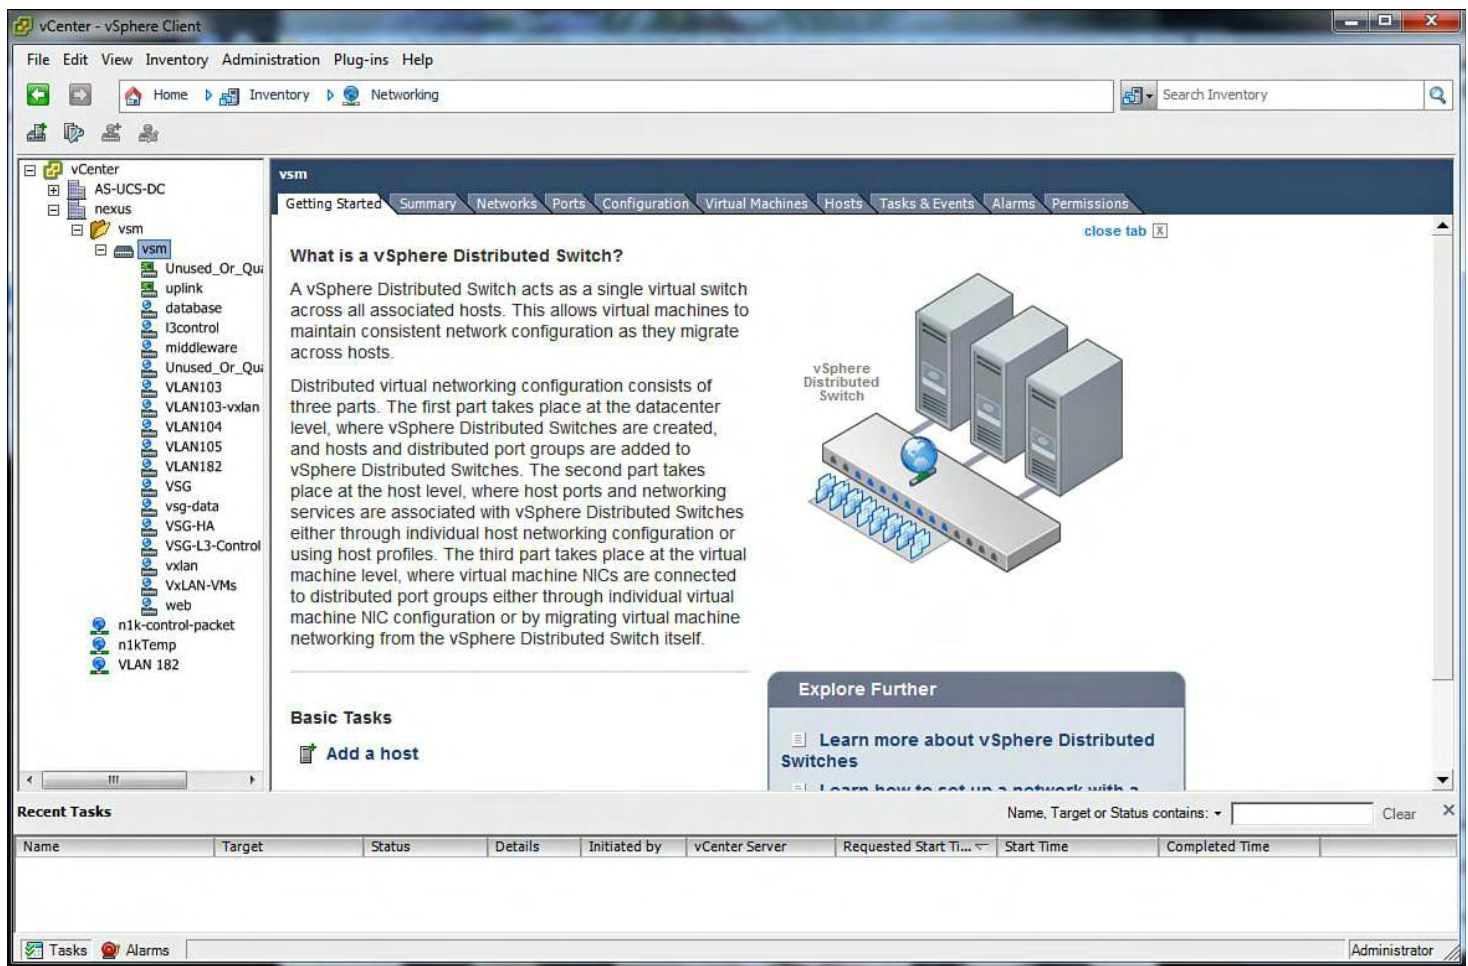 vCenter - vSphere Client
File Edit View Inventory Administration Plug-ins Help
Home Inventory Networking
Search Inventory
vCenter
AS-UCS-DC
nexus
vsm
vsm
Unused_Or_Qua
uplink
database
l3control
middleware
Unused_Or_Qua
VLAN103
VLAN103-vxlan
VLAN104
VLAN105
VLAN182
VSG
vsg-data
VSG-HA
VSG-L3-Control
vxlan
VxLAN-VMs
web
n1k-control-packet
n1kTemp
VLAN 182
vsm
Getting Started Summary Networks Ports Configuration Virtual Machines Hosts Tasks & Events Alarms Permissions
close tab X
What is a vSphere Distributed Switch?
A vSphere Distributed Switch acts as a single virtual switch
across all associated hosts. This allows virtual machines to
maintain consistent network configuration as they migrate
across hosts.
Distributed virtual networking configuration consists of
three parts. The first part takes place at the datacenter
level, where vSphere Distributed Switches are created,
and hosts and distributed port groups are added to
vSphere Distributed Switches. The second part takes
place at the host level, where host ports and networking
services are associated with vSphere Distributed Switches
either through individual host networking configuration or
using host profiles. The third part takes place at the virtual
machine level, where virtual machine NICs are connected
to distributed port groups either through individual virtual
machine NIC configuration or by migrating virtual machine
networking from the vSphere Distributed Switch itself.
vSphere
Distributed
Switch
Basic Tasks
Add a host
Explore Further
Learn more about vSphere Distributed
Switches
Learn how to set up a network with a
Recent Tasks
Name, Target or Status contains:
Clear
Name Target Status Details Initiated by vCenter Server Requested Start Ti... Start Time Completed Time
Tasks Alarms
Administrator